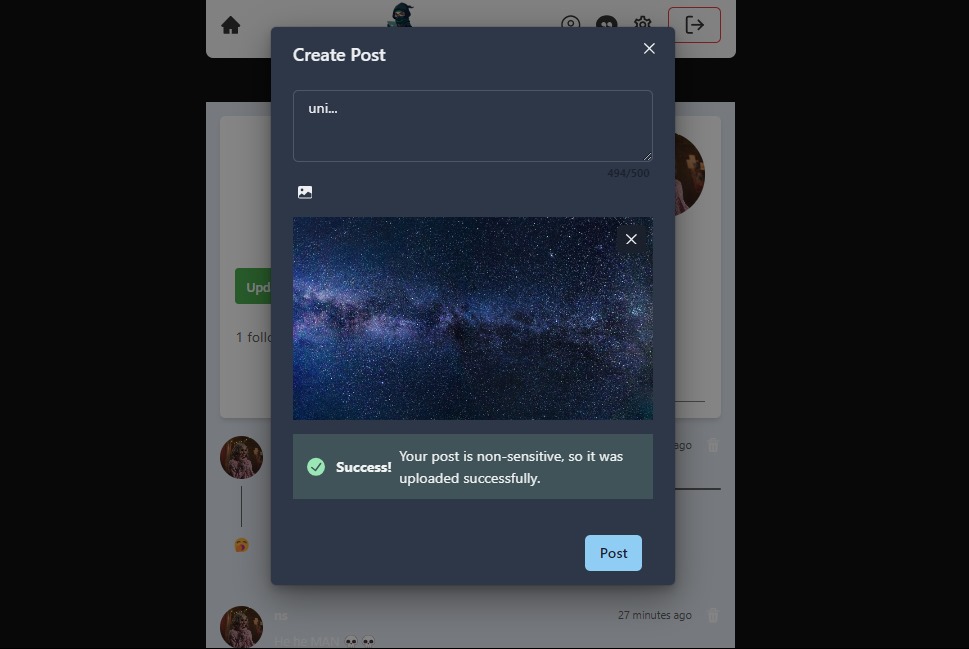 Create Post
uni...
494/500
Upd
1 follo
Success! Your post is non-sensitive, so it was
uploaded successfully.
ago
Post
ns
27 minutes ago
He he MAN 💀 💀